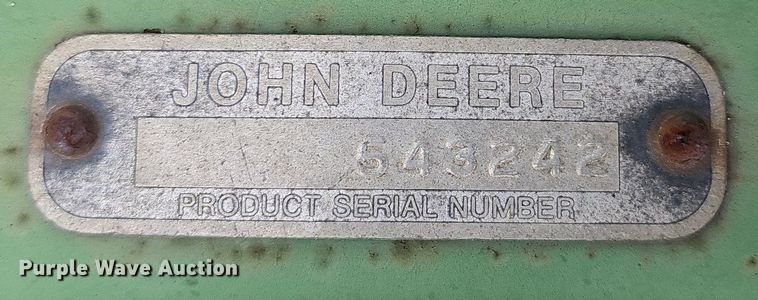 JOHN DEERE
543242
PRODUCT SERIAL NUMBER
Purple Wave Auction